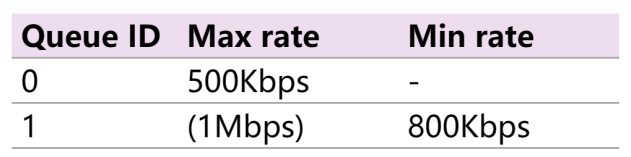 Queue ID Max rate Min rate
0 500Kbps -
1 (1Mbps) 800Kbps